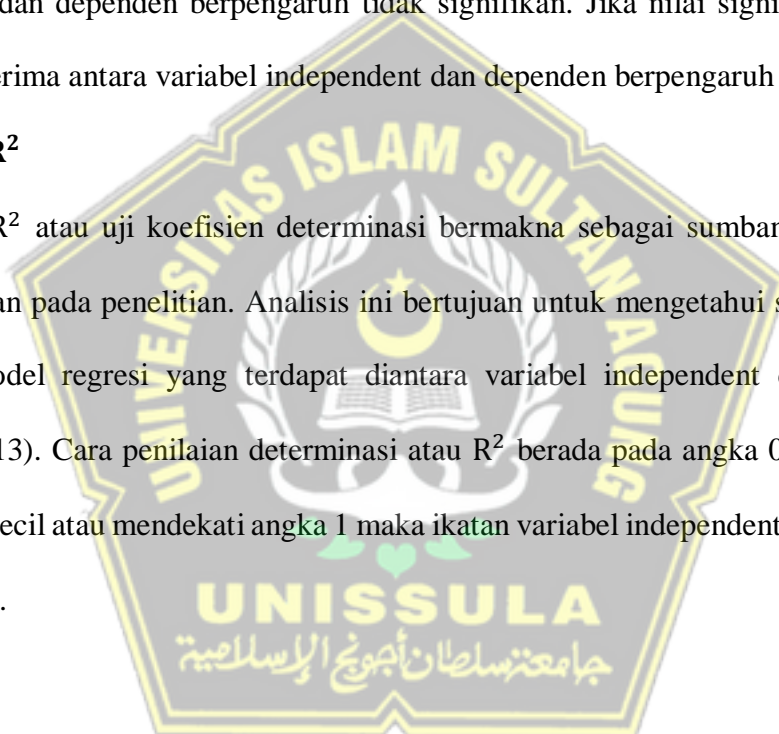 dan dependen berpengaruh tidak signifikan. Jika nilai signi
erima antara variabel independent dan dependen berpengaruh
R²
R² atau uji koefisien determinasi bermakna sebagai sumban
an pada penelitian. Analisis ini bertujuan untuk mengetahui s
odel regresi yang terdapat diantara variabel independent
13). Cara penilaian determinasi atau R² berada pada angka 0
ecil atau mendekati angka 1 maka ikatan variabel independent
.
UNIVERSITAS ISLAM SULTAN AGUNG
UNISSULA
جامعة سلطان أجونج الإسلامية